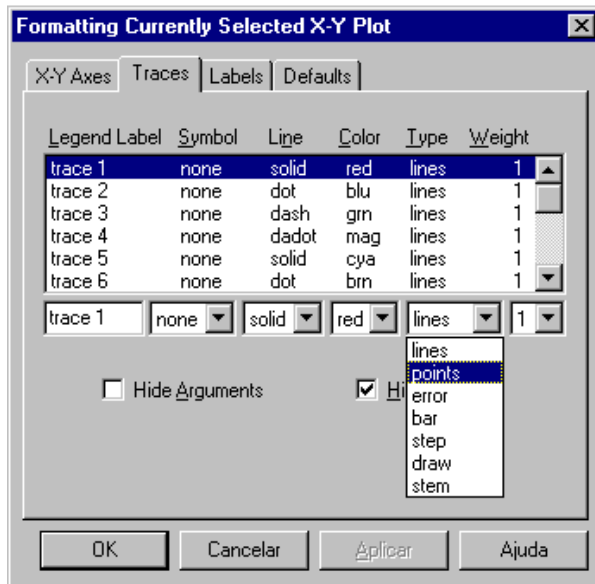 Formatting Currently Selected X-Y Plot
X-Y Axes Traces Labels Defaults
Legend Label Symbol Line Color Type Weight
trace 1 none solid red lines 1
trace 2 none dot blu lines 1
trace 3 none dash grn lines 1
trace 4 none dadot mag lines 1
trace 5 none solid cya lines 1
trace 6 none dot brn lines 1
trace 1 none solid red lines 1
lines
points
error
bar
step
draw
stem
Hide Arguments
OK Cancelar Aplicar Ajuda